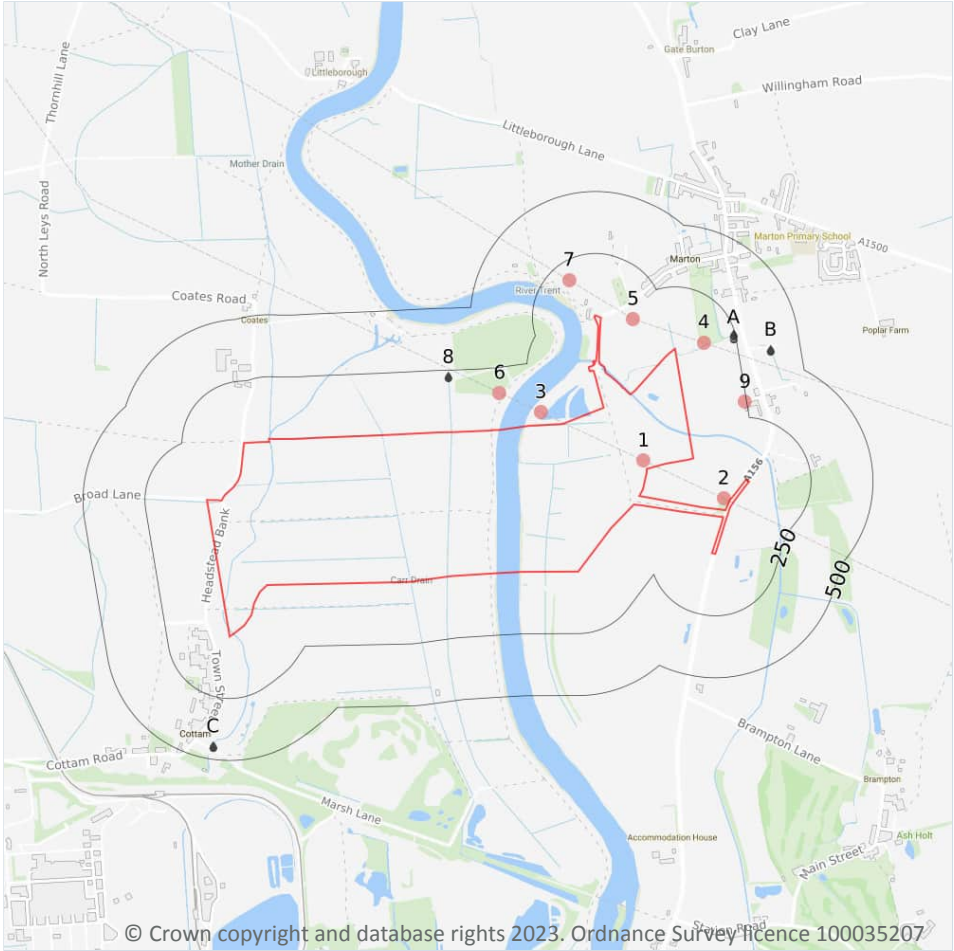 Clay Lane
Gate Burton
Thornhill Lane
Littleborough
Willingham Road
Littleborough Lane
Mother Drain
North Leys Road
Marton Primary School
A1500
Marton
7
River Trent
Coates Road
5
Coates
A
B
Poplar Farm
4
8
6
9
3
1
A156
2
Broad Lane
Headstead Bank
250
500
Carr Drain
Town Street
C
Cottam
Cottam Road
Brampton Lane
Brampton
Marsh Lane
Accommodation House
Ash Holt
Main Street
© Crown copyright and database rights 2023. Ordnance Survey licence 100035207